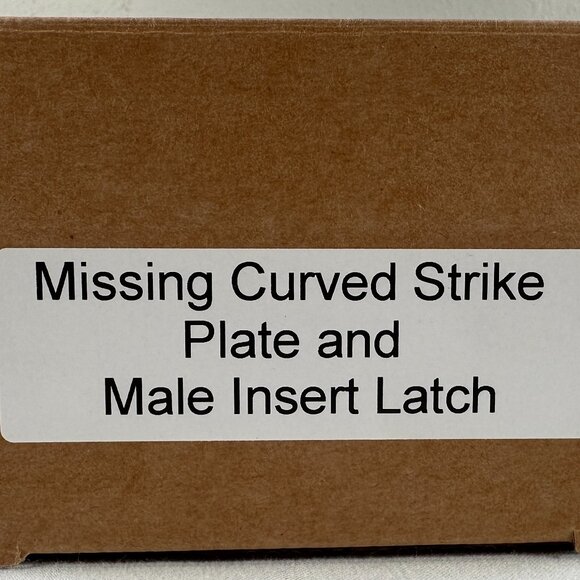 Missing Curved Strike
Plate and
Male Insert Latch